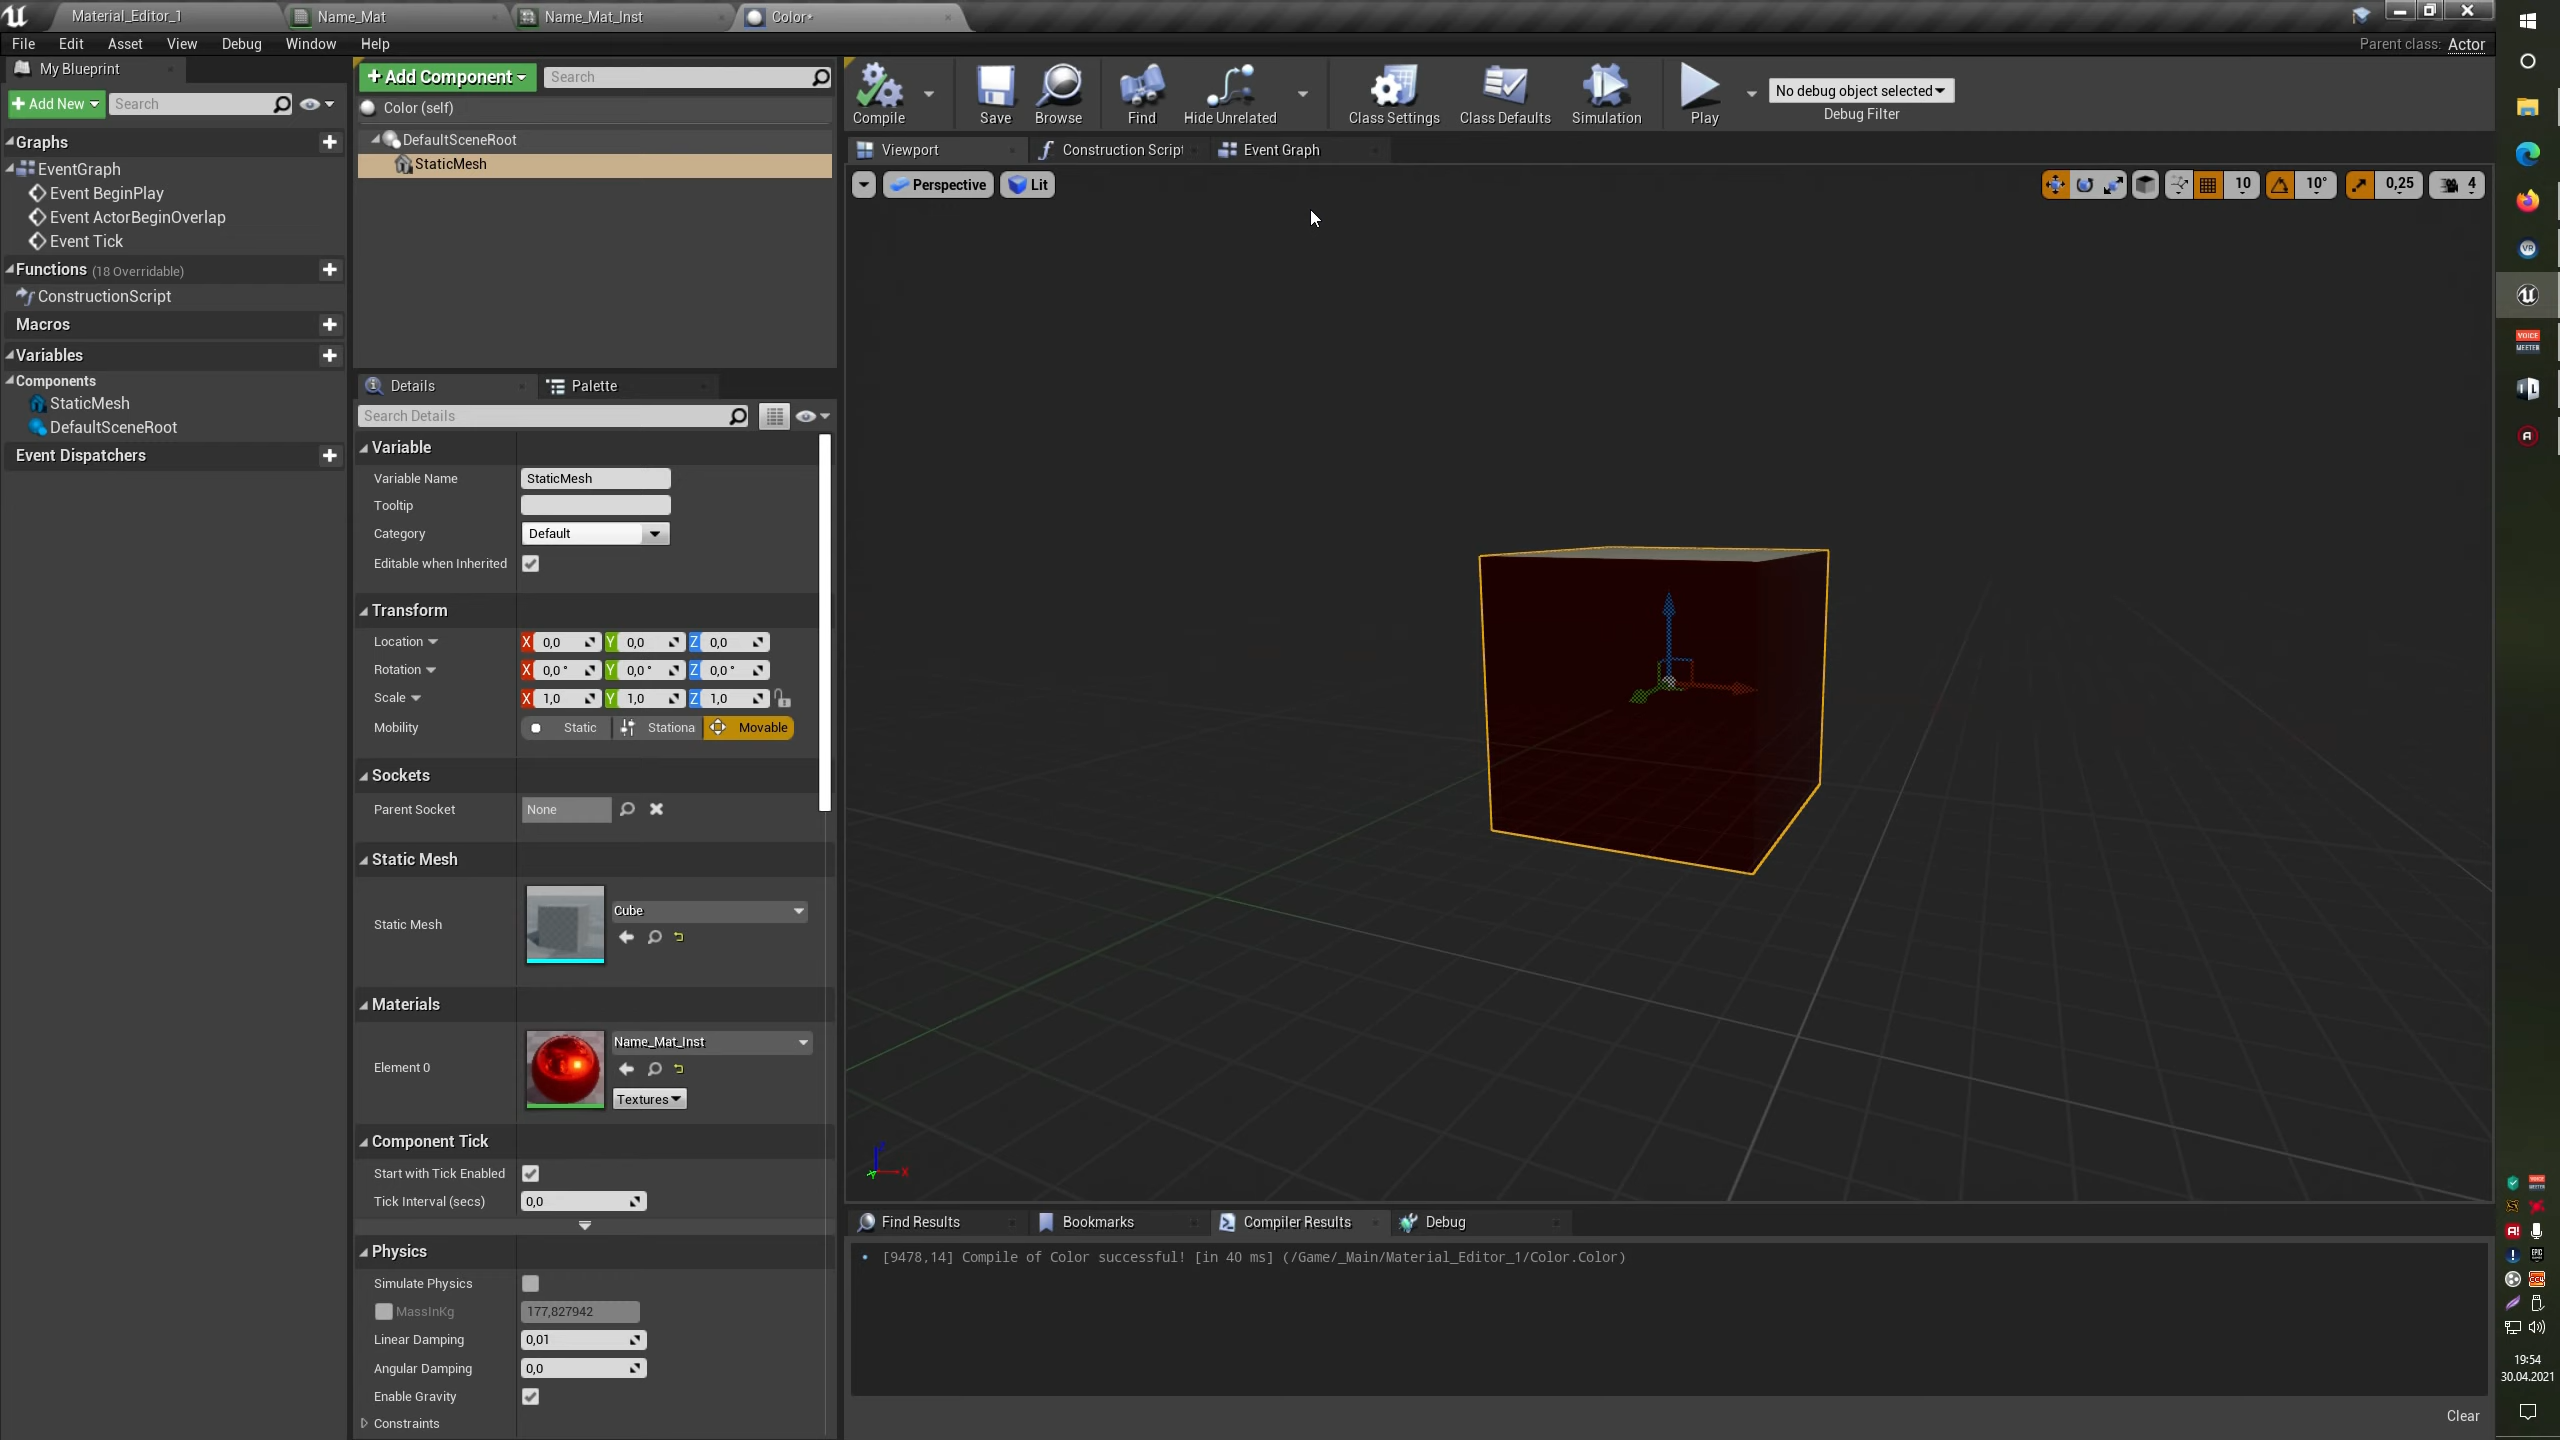 Material_Editor_1
Name_Mat
Name_Mat_Inst
Color*
File Edit Asset View Debug Window Help
Parent class: Actor
My Blueprint
Add New
Search
Graphs
EventGraph
Event BeginPlay
Event ActorBeginOverlap
Event Tick
Functions (18 Overridable)
ConstructionScript
Macros
Variables
Components
StaticMesh
DefaultSceneRoot
Event Dispatchers
Add Component
Search
Color (self)
DefaultSceneRoot
StaticMesh
Details
Palette
Search Details
Variable
Variable Name StaticMesh
Tooltip
Category Default
Editable when Inherited
Transform
Location X 0,0 Y 0,0 Z 0,0
Rotation X 0,0 ° Y 0,0 ° Z 0,0 °
Scale X 1,0 Y 1,0 Z 1,0
Mobility Static Stationa Movable
Sockets
Parent Socket None
Static Mesh
Static Mesh Cube
Materials
Element 0 Name_Mat_Inst
Textures
Component Tick
Start with Tick Enabled
Tick Interval (secs) 0,0
Physics
Simulate Physics
MassInKg 177,827942
Linear Damping 0,01
Angular Damping 0,0
Enable Gravity
Constraints
Compile
Save
Browse
Find
Hide Unrelated
Class Settings
Class Defaults
Simulation
Play
No debug object selected
Debug Filter
Viewport
Construction Script
Event Graph
Perspective
Lit
10
10°
0,25
4
X
Find Results
Bookmarks
Compiler Results
Debug
[9478,14] Compile of Color successful! [in 40 ms] (/Game/_Main/Material_Editor_1/Color.Color)
Clear
VR
VOICE
MEETER
19:54
30.04.2021